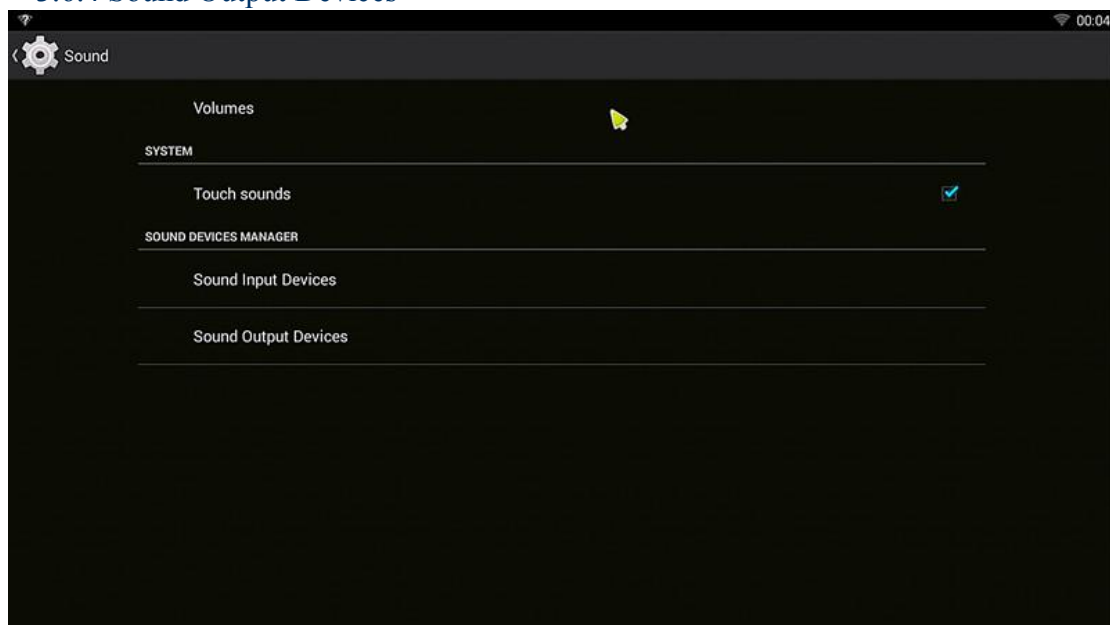 Sound Output Devices
00:04
Sound
Volumes
SYSTEM
Touch sounds
SOUND DEVICES MANAGER
Sound Input Devices
Sound Output Devices